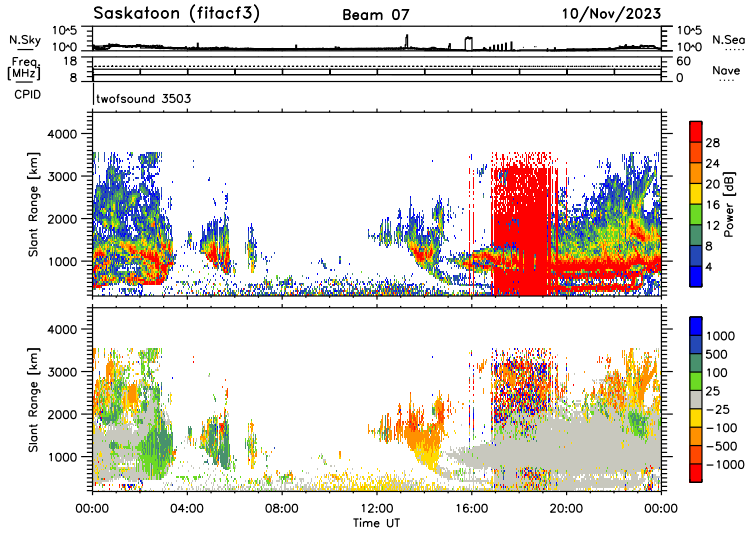 Saskatoon (fitacf3) Beam 07 10/Nov/2023
N.Sky 10^5 10^0 10^5 10^0 N.Sea
Freq. [MHz] 18 8 60 0 Nave
CPID twofsound 3503
Slant Range [km] 4000 3000 2000 1000
28 24 20 16 12 8 4 Power [dB]
Slant Range [km] 4000 3000 2000 1000
1000 500 100 25 -25 -100 -500 -1000
00:00 04:00 08:00 12:00 16:00 20:00 00:00
Time UT